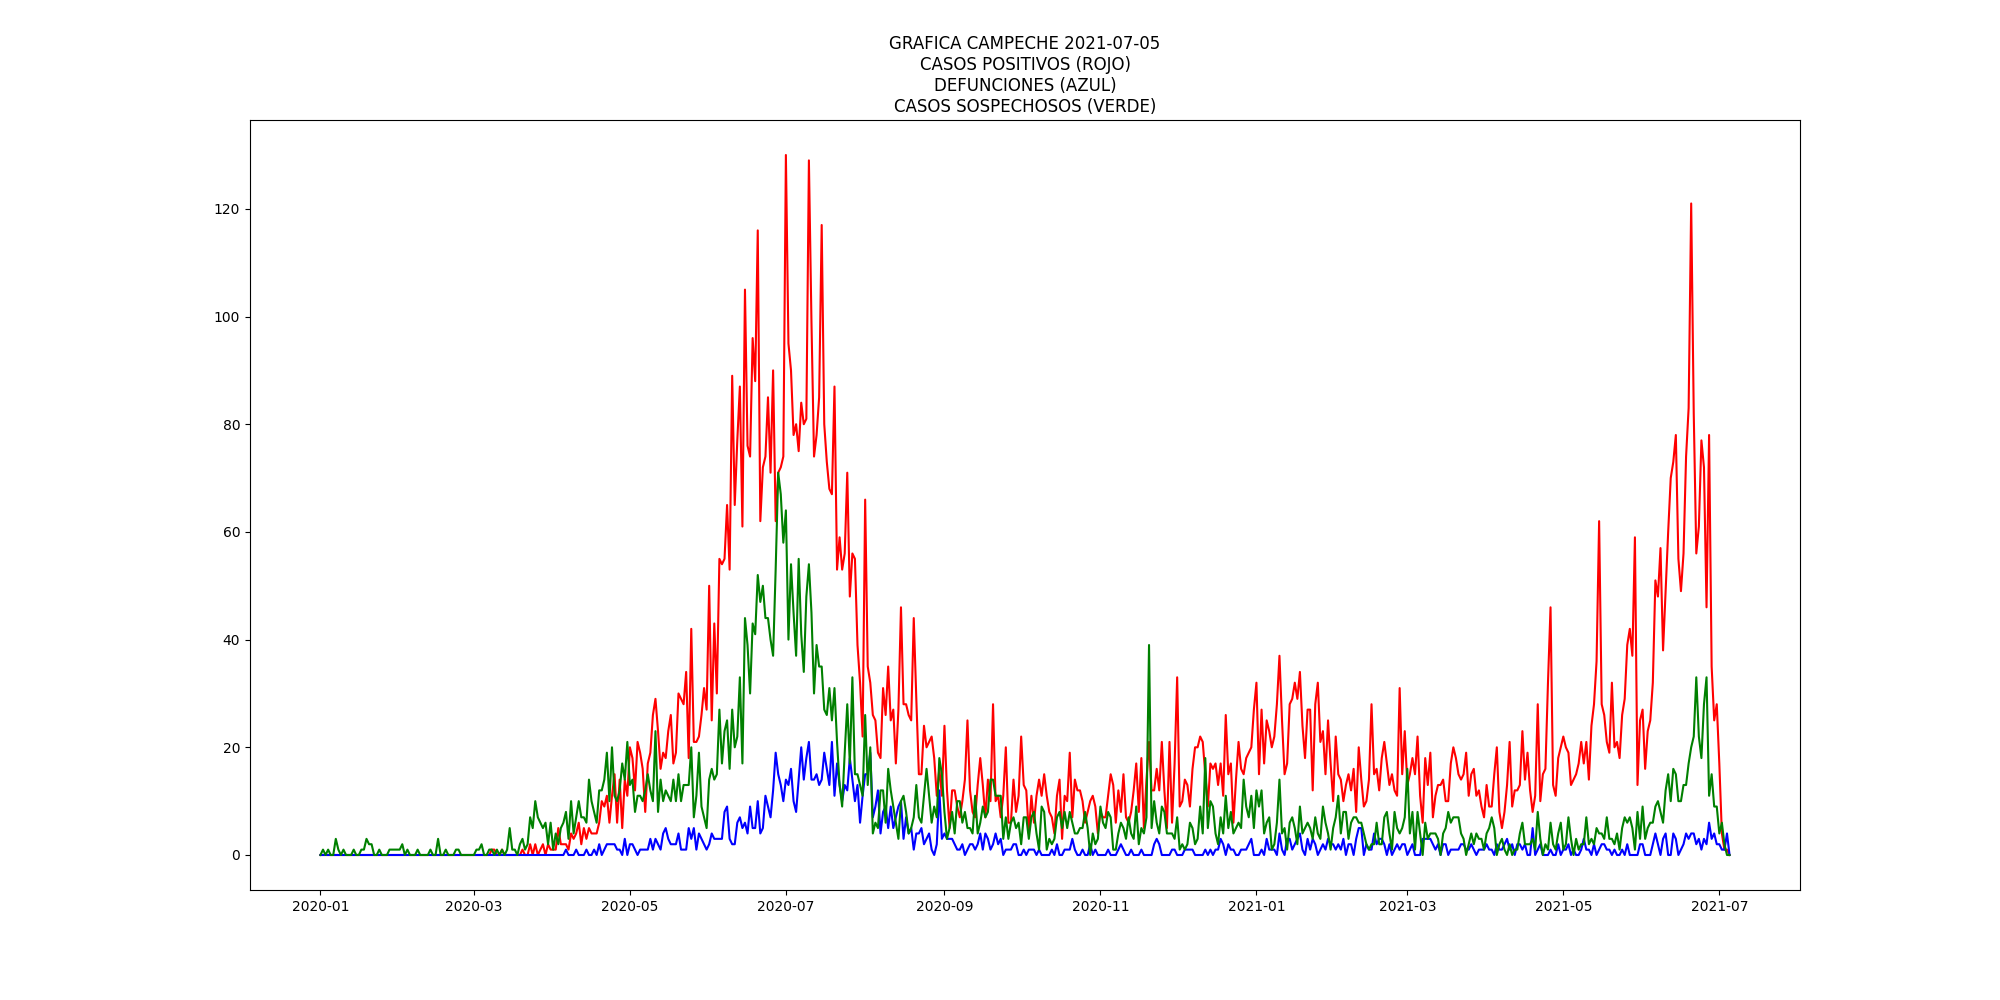 GRAFICA CAMPECHE 2021-07-05
CASOS POSITIVOS (ROJO)
DEFUNCIONES (AZUL)
CASOS SOSPECHOSOS (VERDE)
120
100
80
60
40
20
0
2020-01 2020-03 2020-05 2020-07 2020-09 2020-11 2021-01 2021-03 2021-05 2021-07